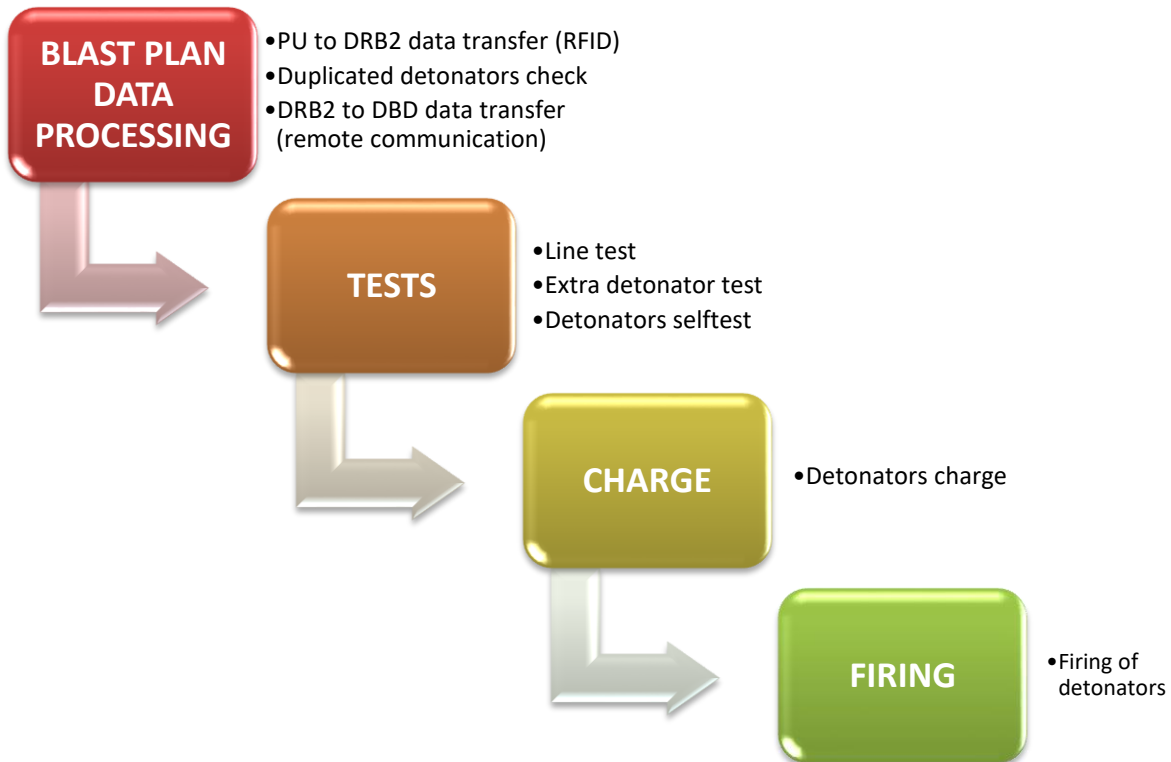 BLAST PLAN
DATA
PROCESSING
•PU to DRB2 data transfer (RFID)
•Duplicated detonators check
•DRB2 to DBD data transfer
(remote communication)
TESTS
•Line test
•Extra detonator test
•Detonators selftest
CHARGE
•Detonators charge
FIRING
•Firing of
detonators